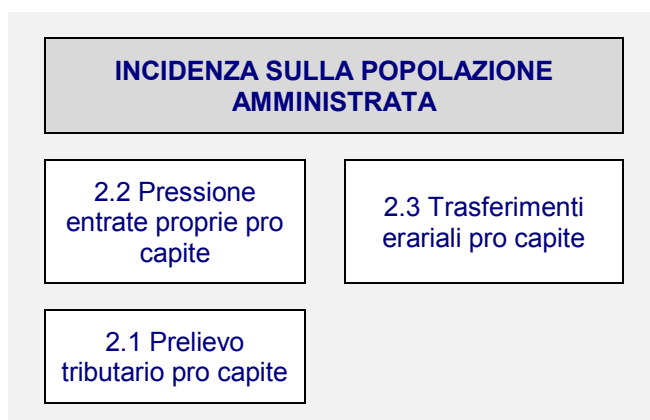 INCIDENZA SULLA POPOLAZIONE
AMMINISTRATA
2.2 Pressione
entrate proprie pro
capite
2.3 Trasferimenti
erariali pro capite
2.1 Prelievo
tributario pro capite